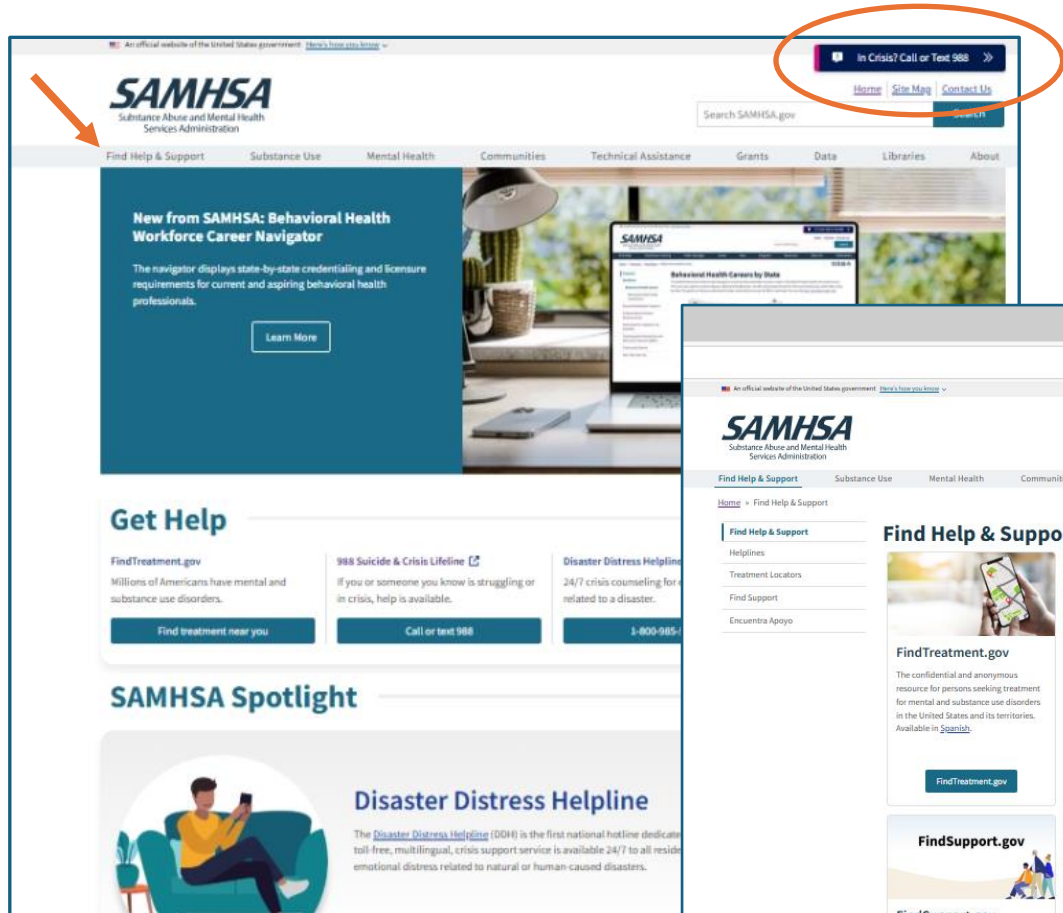 An official website of the United States government Here's how you know
In Crisis? Call or Text 988
SAMHSA
Substance Abuse and Mental Health
Services Administration
Home Site Map Contact Us
Search SAMHSA.gov
Search
Find Help & Support Substance Use Mental Health Communities Technical Assistance Grants Data Libraries About
New from SAMHSA: Behavioral Health
Workforce Career Navigator
The navigator displays state-by-state credentialing and licensure
requirements for current and aspiring behavioral health
professionals.
Learn More
SAMHSA
Behavioral Health Careers by State
Get Help
FindTreatment.gov
Millions of Americans have mental and
substance use disorders.
Find treatment near you
988 Suicide & Crisis Lifeline
If you or someone you know is struggling or
in crisis, help is available.
Call or text 988
Disaster Distress Helpline
24/7 crisis counseling for
related to a disaster.
1-800-985-
SAMHSA Spotlight
Disaster Distress Helpline
The Disaster Distress Helpline (DDH) is the first national hotline dedicate
toll-free, multilingual, crisis support service is available 24/7 to all reside
emotional distress related to natural or human-caused disasters.
An official website of the United States government Here's how you know
SAMHSA
Substance Abuse and Mental Health
Services Administration
Find Help & Support Substance Use Mental Health Communiti
Home > Find Help & Support
Find Help & Support
Helplines
Treatment Locators
Find Support
Encuentra Apoyo
Find Help & Suppo
FindTreatment.gov
The confidential and anonymous
resource for persons seeking treatment
for mental and substance use disorders
in the United States and its territories.
Available in Spanish.
FindTreatment.gov
FindSupport.gov
FindSupport.gov